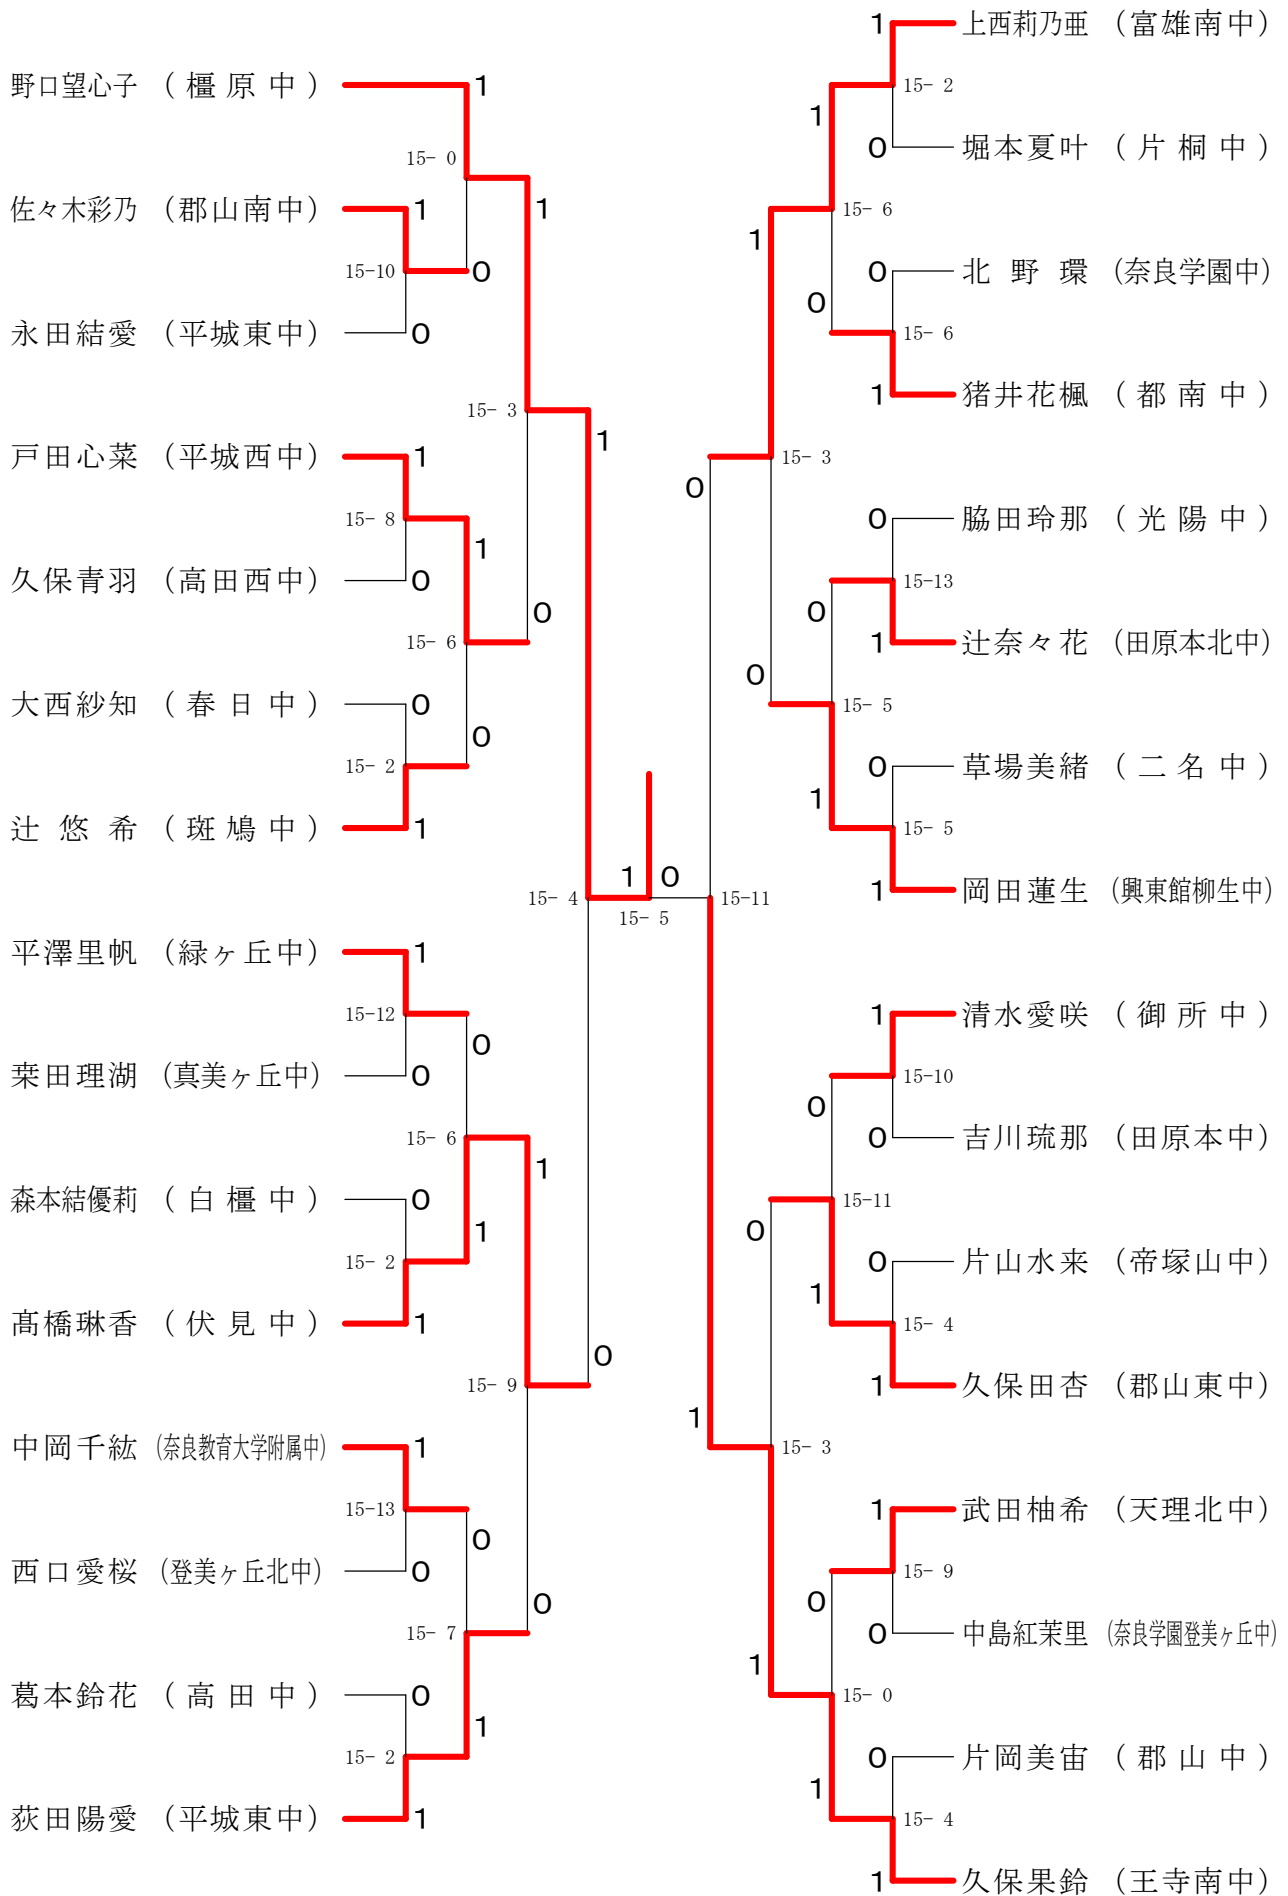 野口望心子 （橿原中） 1
15- 0
佐々木彩乃 （郡山南中） 1
1
15-10
0
永田結愛 （平城東中） 0
15- 3
戸田心菜 （平城西中） 1
1
15- 8
1
久保青羽 （高田西中） 0
0
15- 6
大西紗知 （春日中） 0
0
15- 2
辻悠希 （斑鳩中） 1
15- 4
1
0
15- 5
平澤里帆 （緑ヶ丘中） 1
15-12
0
桒田理湖 （真美ヶ丘中） 0
15- 6
1
森本結優莉 （白橿中） 0
1
15- 2
髙橋琳香 （伏見中） 1
0
15- 9
中岡千紘 （奈良教育大学附属中） 1
15-13
0
西口愛桜 （登美ヶ丘北中） 0
0
15- 7
葛本鈴花 （高田中） 0
1
15- 2
荻田陽愛 （平城東中） 1
1 上西莉乃亜 （富雄南中）
15- 2
1
0 堀本夏叶 （片桐中）
15- 6
1
0 北野環 （奈良学園中）
0
15- 6
1 猪井花楓 （都南中）
15- 3
0
0 脇田玲那 （光陽中）
15-13
0
1 辻奈々花 （田原本北中）
0
15- 5
0 草場美緒 （二名中）
1
15- 5
1 岡田蓮生 （興東館柳生中）
15-11
1 清水愛咲 （御所中）
15-10
0
0 吉川琉那 （田原本中）
15-11
0
0 片山水来 （帝塚山中）
1
15- 4
1 久保田杏 （郡山東中）
1
15- 3
1 武田柚希 （天理北中）
15- 9
0
0 中島紅茉里 （奈良学園登美ヶ丘中）
1
15- 0
0 片岡美宙 （郡山中）
1
15- 4
1 久保果鈴 （王寺南中）